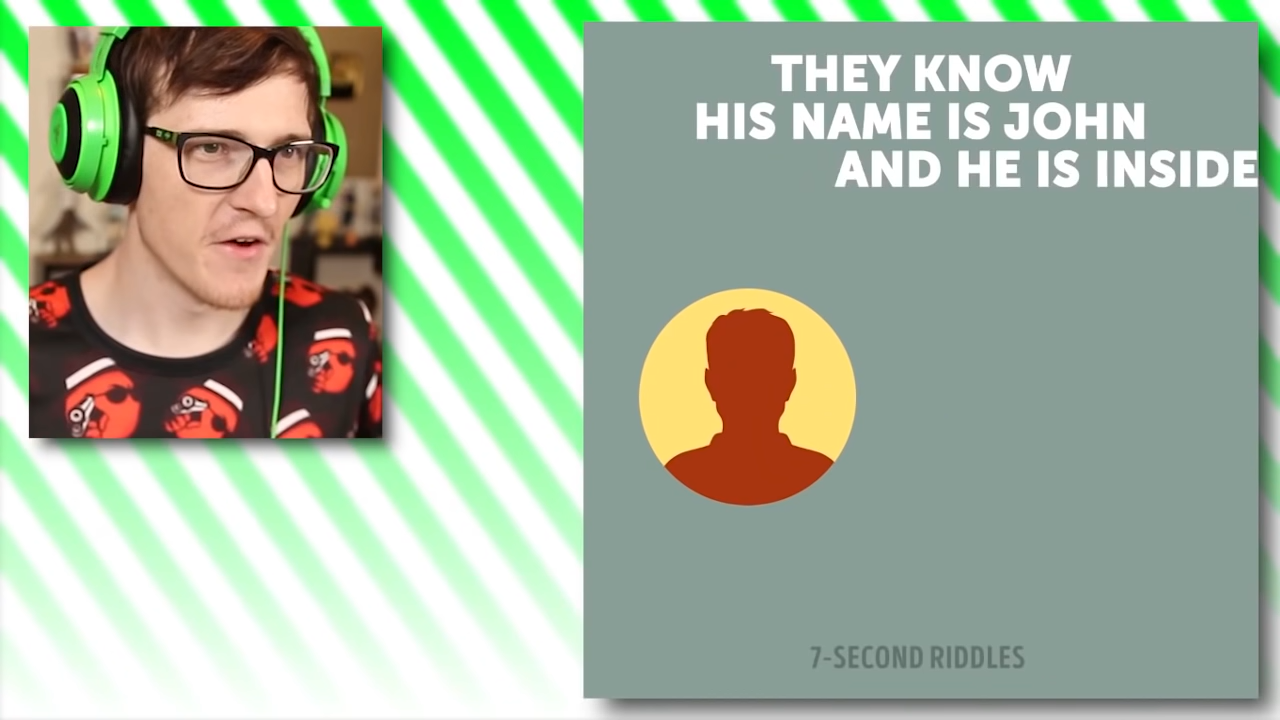 THEY KNOW
HIS NAME IS JOHN
AND HE IS INSIDE
7-SECOND RIDDLES